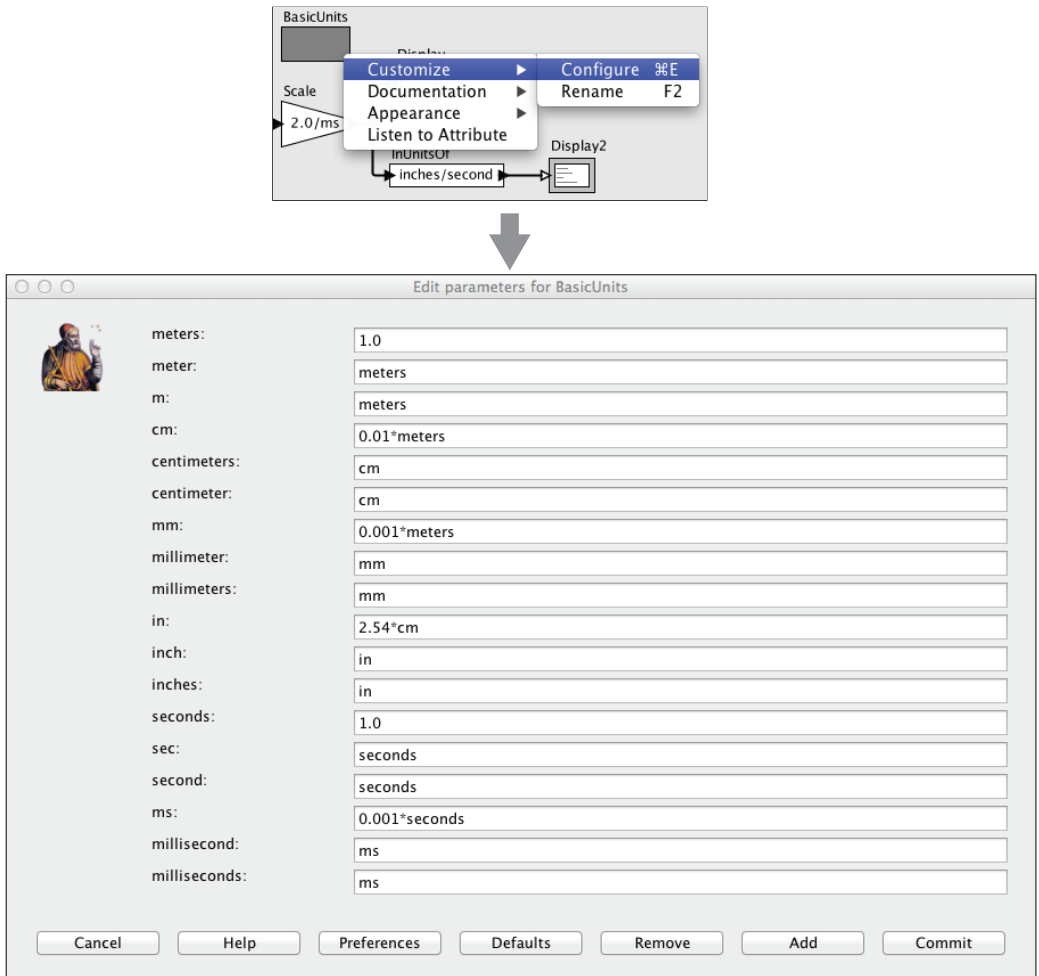 BasicUnits
Display
Customize
Configure ⌘E
Documentation
Rename F2
Appearance
Listen to Attribute
Scale
2.0/ms
InUnitsOf
inches/second
Display2
Edit parameters for BasicUnits
meters: 1.0
meter: meters
m: meters
cm: 0.01*meters
centimeters: cm
centimeter: cm
mm: 0.001*meters
millimeter: mm
millimeters: mm
in: 2.54*cm
inch: in
inches: in
seconds: 1.0
sec: seconds
second: seconds
ms: 0.001*seconds
millisecond: ms
milliseconds: ms
Cancel Help Preferences Defaults Remove Add Commit